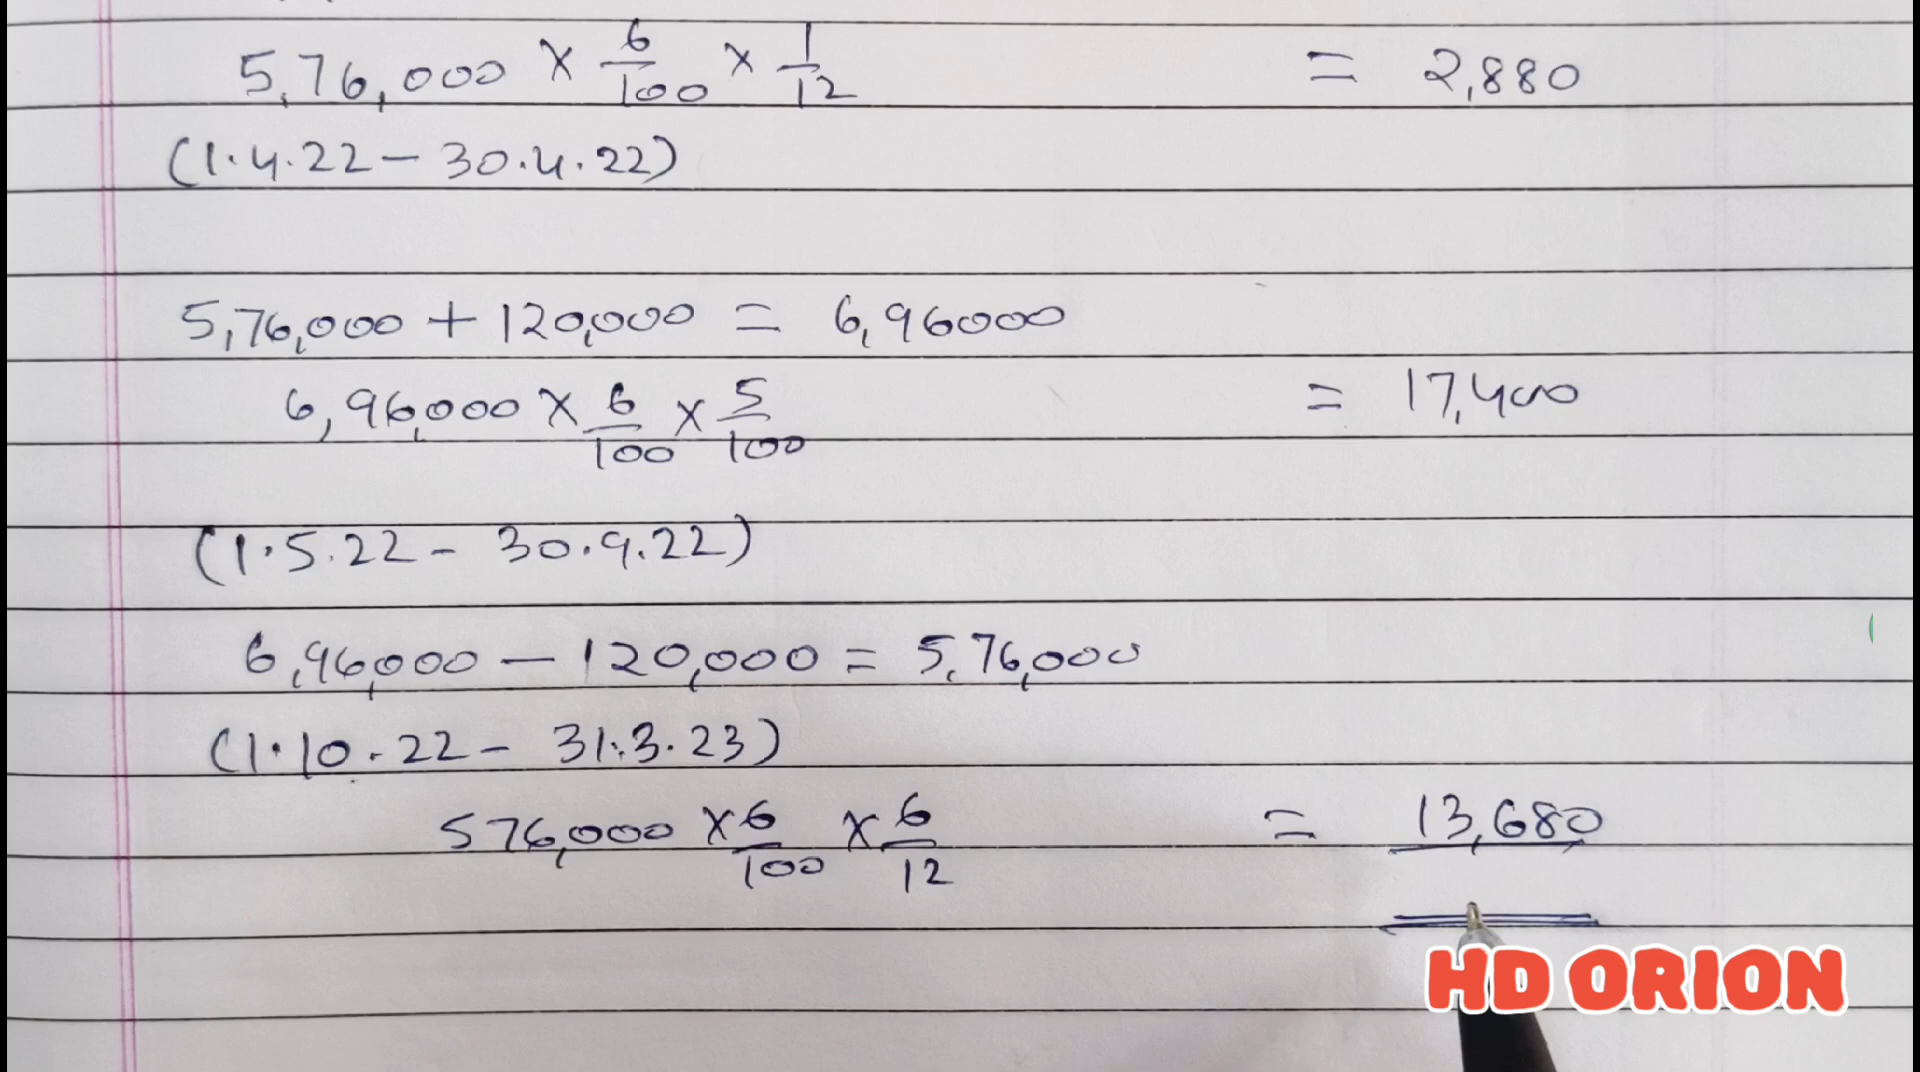 5,76,000 × 6/100 × 1/12 = 2,880
(1.4.22 – 30.4.22)
5,76,000 + 120,000 = 6,96000
6,96,000 × 6/100 × 5/100 = 17,400
(1.5.22 – 30.9.22)
6,96,000 – 120,000 = 5,76,000
(1.10.22 – 31.3.23)
576,000 × 6/100 × 6/12 = 13,680
HD ORION